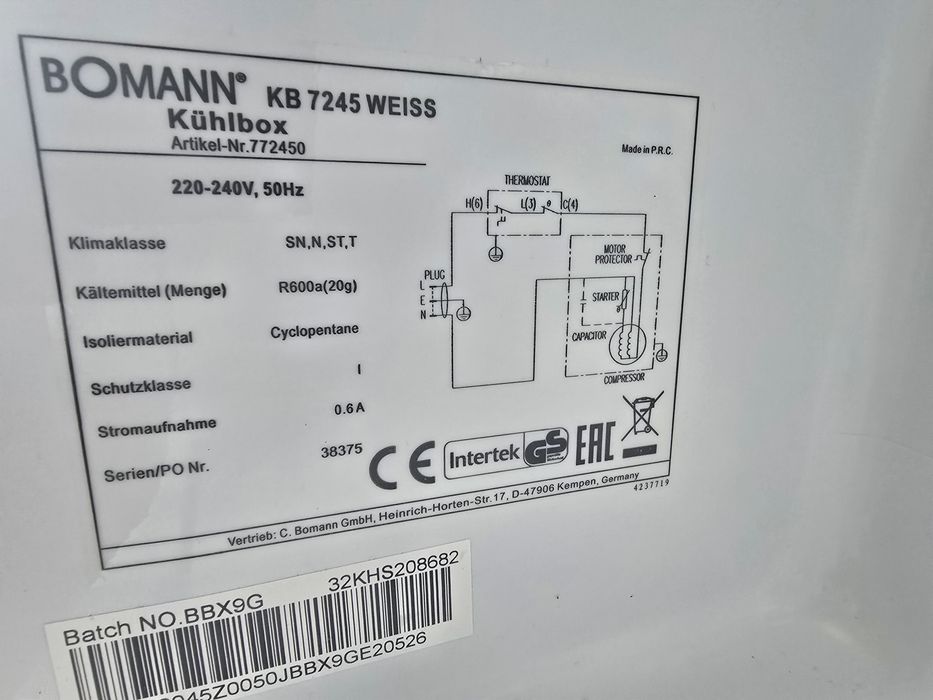 BOMANN® KB 7245 WEISS
Kühlbox
Artikel-Nr.772450
Made in P.R.C.
220-240V, 50Hz
Klimaklasse SN,N,ST,T
Kältemittel (Menge) R600a(20g)
Isoliermaterial Cyclopentane
Schutzklasse I
Stromaufnahme 0.6A
Serien/PO Nr. 38375
THERMOSTAT
H(6) L(3) θ C(4)
MOTOR
PROTECTOR
PLUG
L
E
N
STARTER
θ
CAPACITOR
COMPRESSOR
CE Intertek GS EAC
Vertrieb: C. Bomann GmbH, Heinrich-Horten-Str.17, D-47906 Kempen, Germany
4237719
Batch NO.BBX9G 32KHS208682
045Z0050JBBX9GE20526